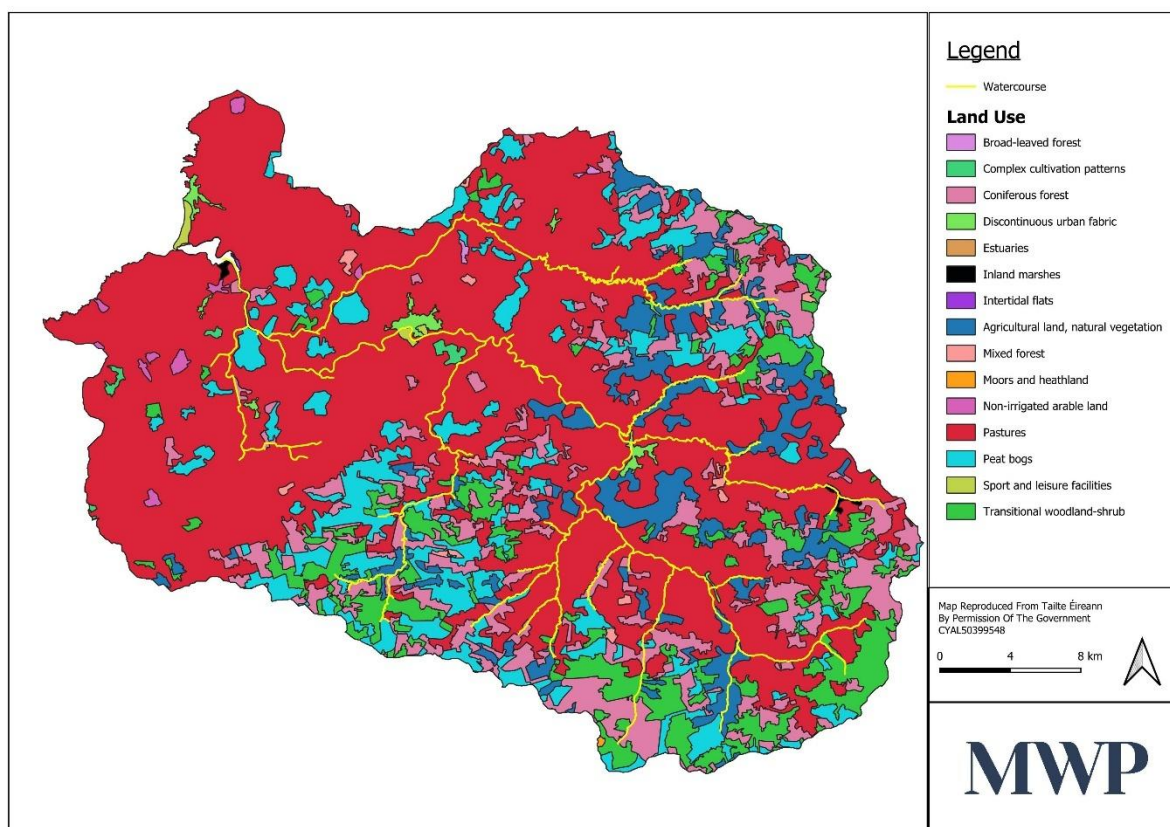 Legend
Watercourse
Land Use
Broad-leaved forest
Complex cultivation patterns
Coniferous forest
Discontinuous urban fabric
Estuaries
Inland marshes
Intertidal flats
Agricultural land, natural vegetation
Mixed forest
Moors and heathland
Non-irrigated arable land
Pastures
Peat bogs
Sport and leisure facilities
Transitional woodland-shrub
Map Reproduced From Tailte Éireann
By Permission Of The Government
CYAL50399548
0 4 8 km
MWP